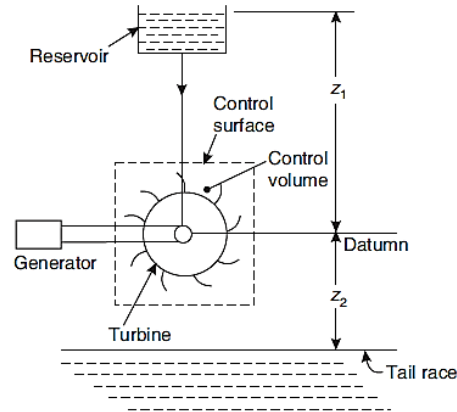 Reservoir
z1
Control
surface
Control
volume
Datumn
Generator
z2
Turbine
Tail race